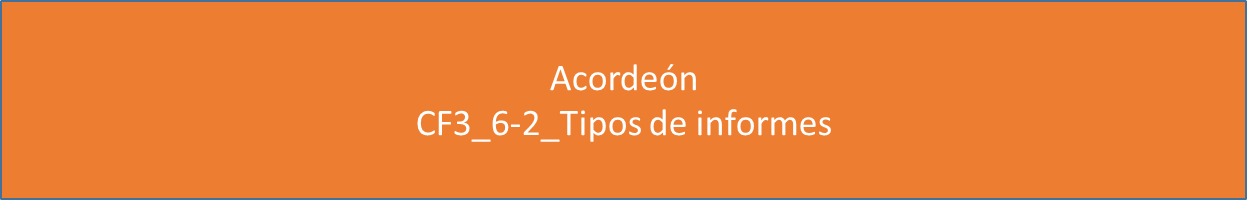 Acordeón
CF3_6-2_Tipos de informes